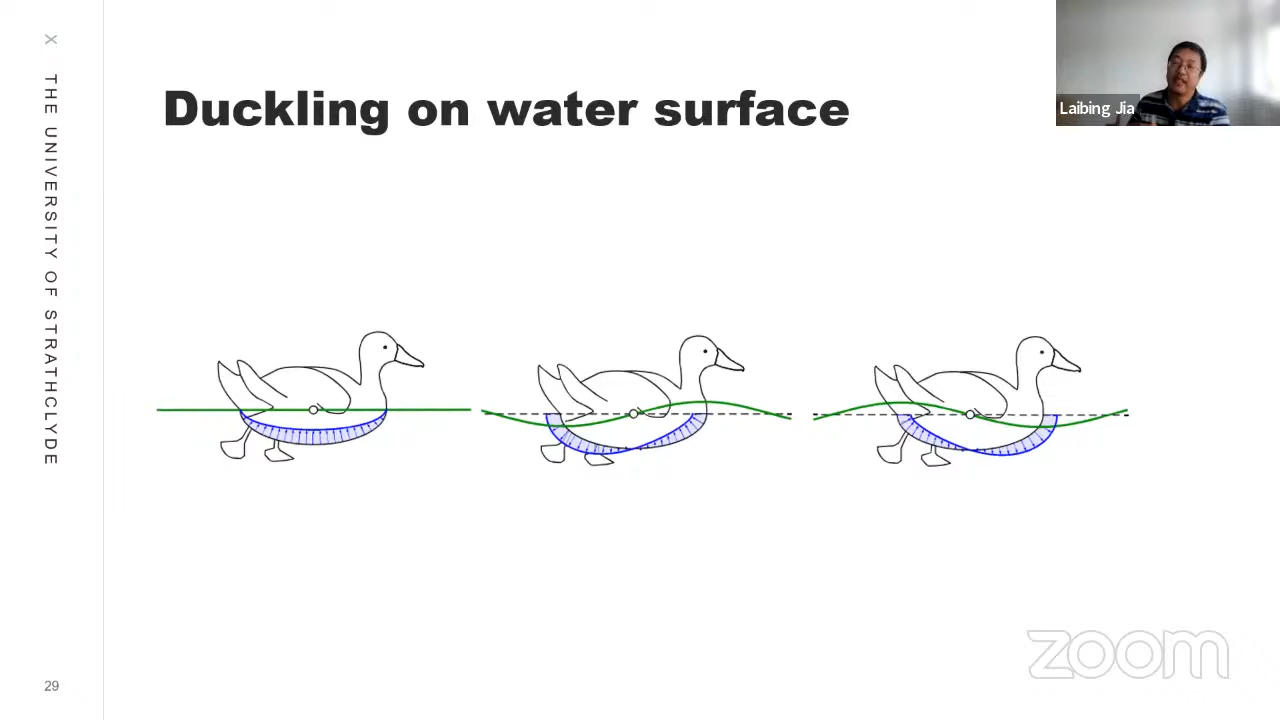 X THE UNIVERSITY OF STRATHCLYDE
Duckling on water surface
Laibing Jia
29
zoom